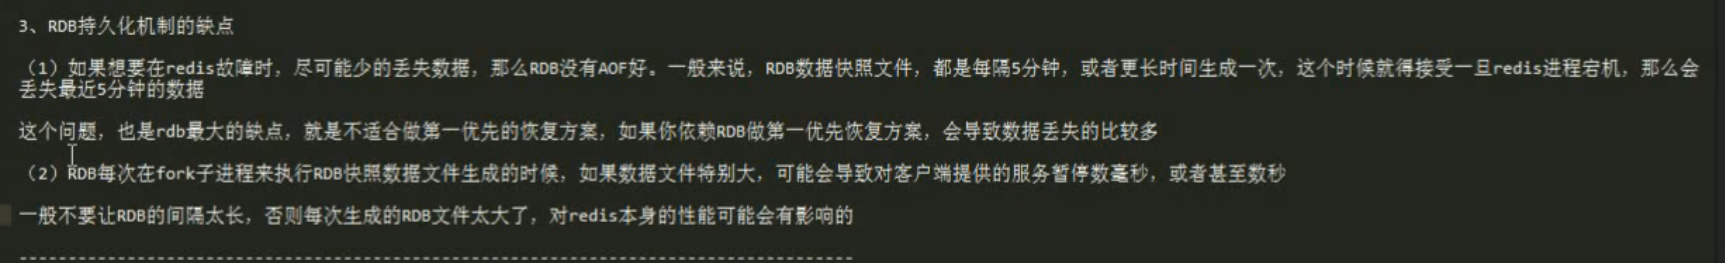 3、RDB持久化机制的缺点
（1）如果想要在redis故障时，尽可能少的丢失数据，那么RDB没有AOF好。一般来说，RDB数据快照文件，都是每隔5分钟，或者更长时间生成一次，这个时候就得接受一旦redis进程宕机，那么会
丢失最近5分钟的数据
这个问题，也是rdb最大的缺点，就是不适合做第一优先的恢复方案，如果你依赖RDB做第一优先恢复方案，会导致数据丢失的比较多
（2）RDB每次在fork子进程来执行RDB快照数据文件生成的时候，如果数据文件特别大，可能会导致对客户端提供的服务暂停数毫秒，或者甚至数秒
一般不要让RDB的间隔太长，否则每次生成的RDB文件太大了，对redis本身的性能可能会有影响的
-------------------------------------------------------------------------------------